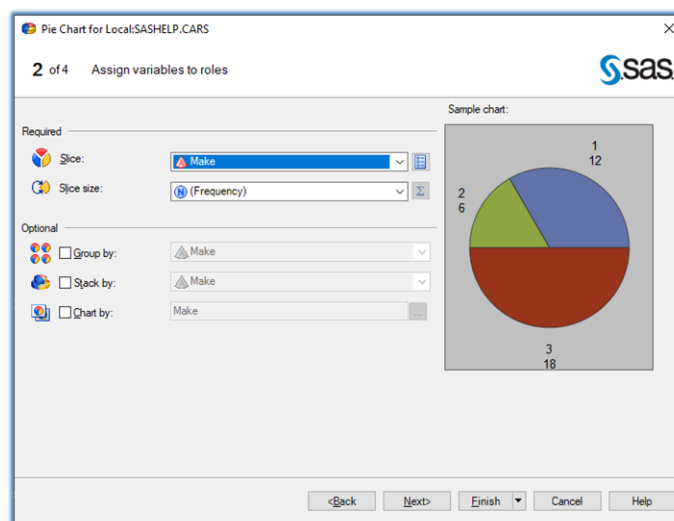 Pie Chart for Local:SASHELP.CARS
2 of 4 Assign variables to roles
sas.
Sample chart:
Required
Slice: Make
Slice size: N (Frequency) Σ
Optional
Group by: Make
Stack by: Make
Chart by: Make ...
1
12
2
6
3
18
<Back Next> Finish Cancel Help